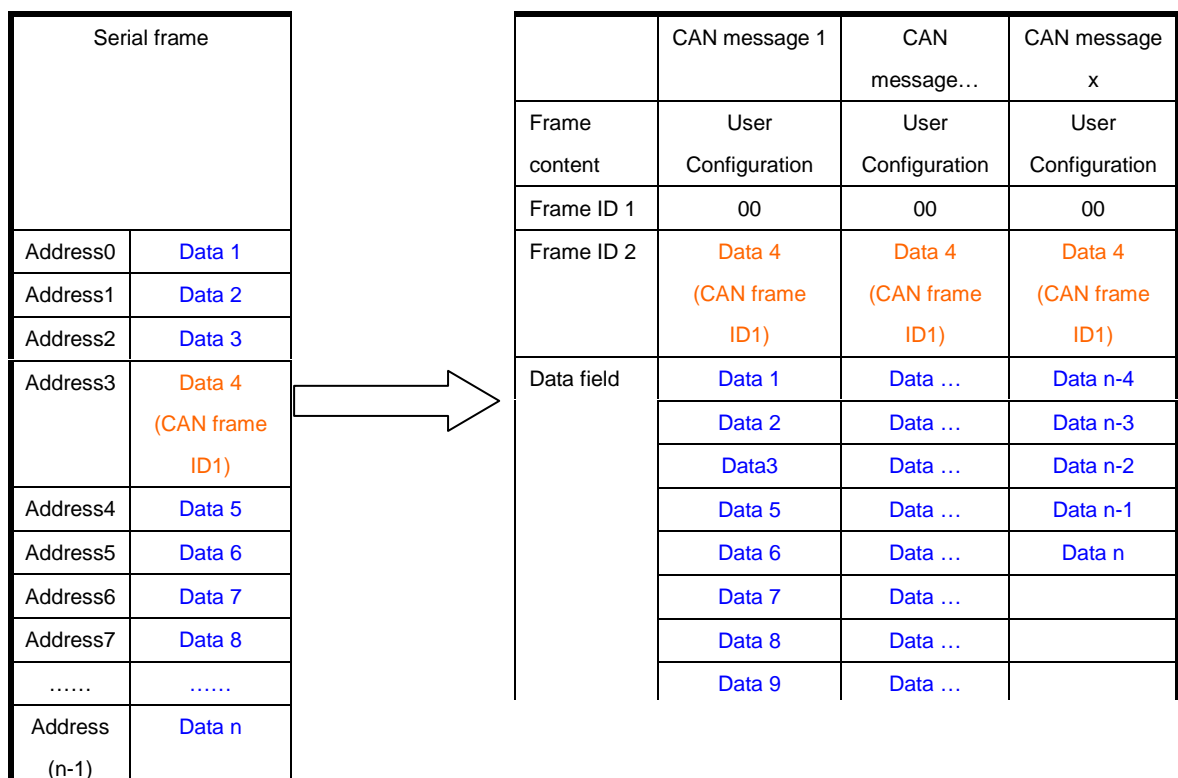 Serial frame
Address0 Data 1
Address1 Data 2
Address2 Data 3
Address3 Data 4
(CAN frame
ID1)
Address4 Data 5
Address5 Data 6
Address6 Data 7
Address7 Data 8
…… ……
Address Data n
(n-1)
CAN message 1 CAN CAN message
message… x
Frame User User User
content Configuration Configuration Configuration
Frame ID 1 00 00 00
Frame ID 2 Data 4 Data 4 Data 4
(CAN frame (CAN frame (CAN frame
ID1) ID1) ID1)
Data field Data 1 Data … Data n-4
Data 2 Data … Data n-3
Data3 Data … Data n-2
Data 5 Data … Data n-1
Data 6 Data … Data n
Data 7 Data …
Data 8 Data …
Data 9 Data …